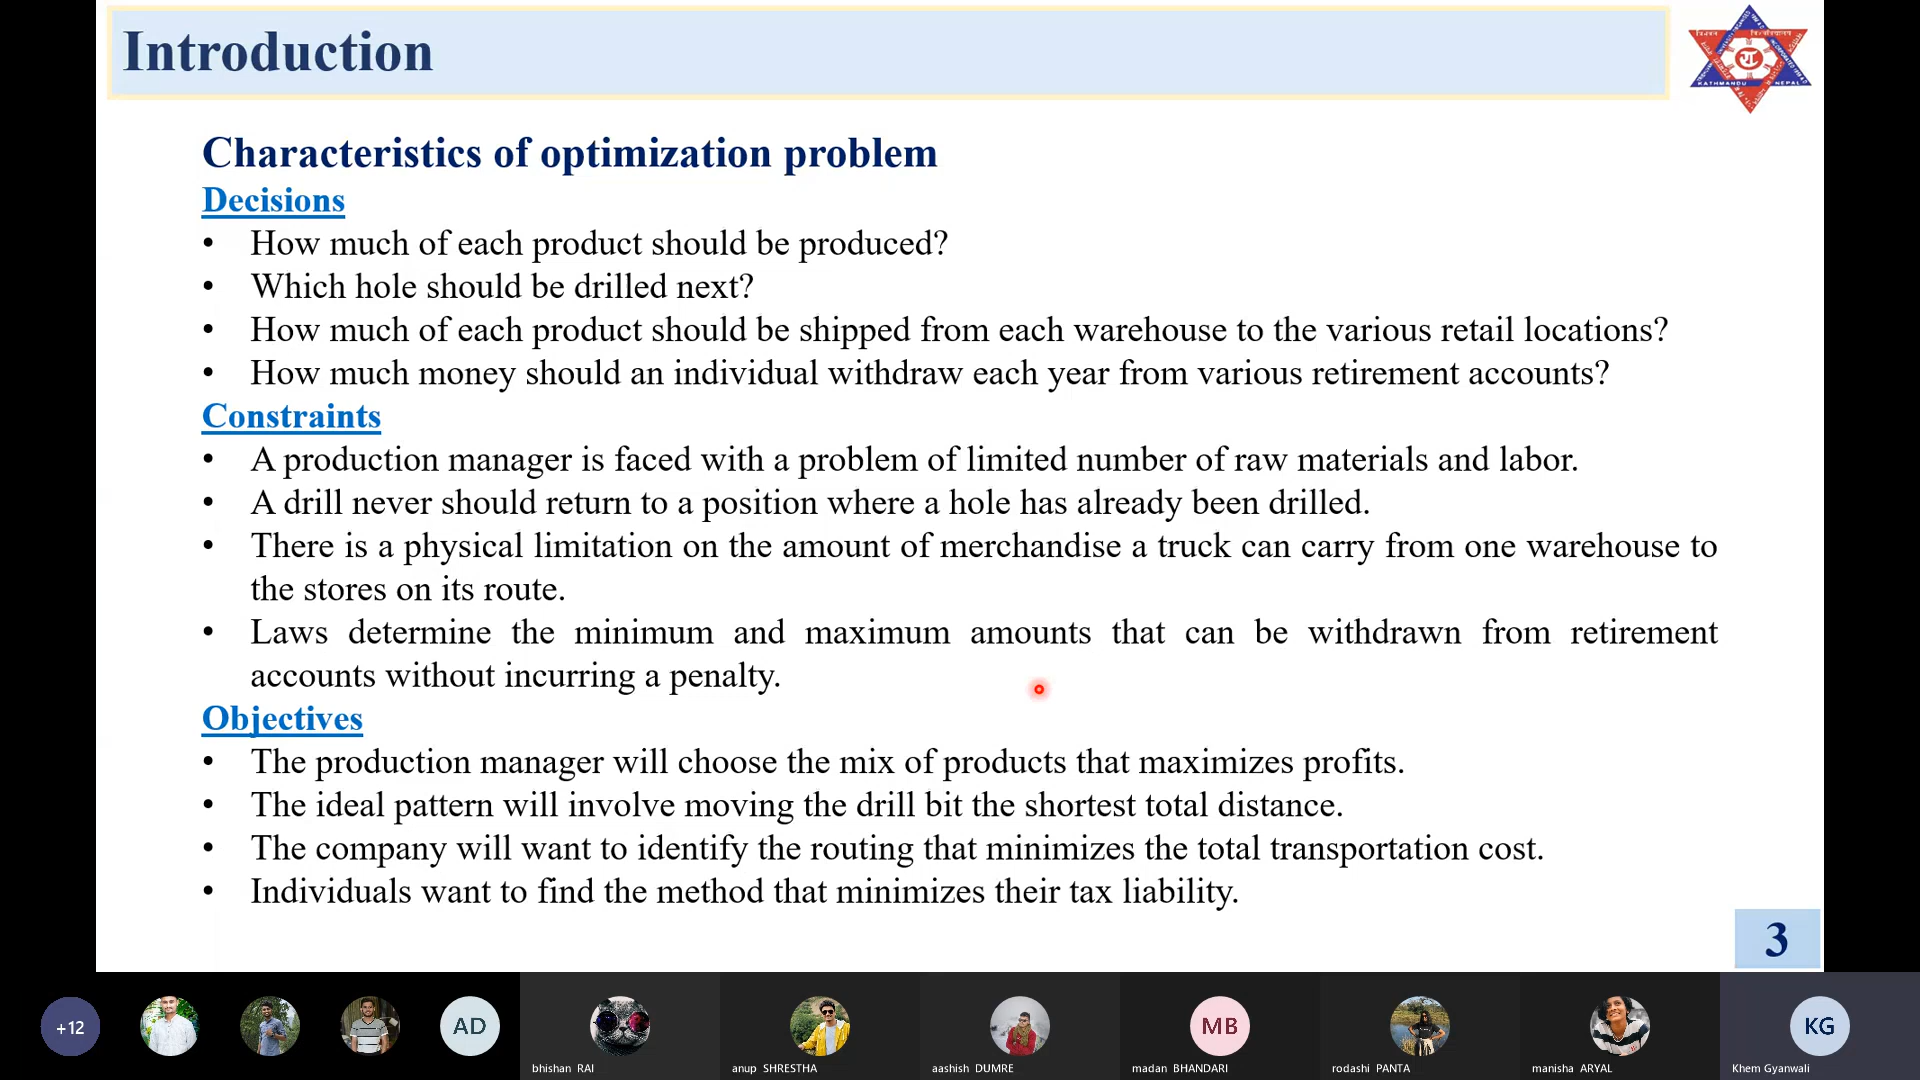 Introduction
Characteristics of optimization problem
Decisions
• How much of each product should be produced?
• Which hole should be drilled next?
• How much of each product should be shipped from each warehouse to the various retail locations?
• How much money should an individual withdraw each year from various retirement accounts?
Constraints
• A production manager is faced with a problem of limited number of raw materials and labor.
• A drill never should return to a position where a hole has already been drilled.
• There is a physical limitation on the amount of merchandise a truck can carry from one warehouse to
the stores on its route.
• Laws determine the minimum and maximum amounts that can be withdrawn from retirement
accounts without incurring a penalty.
Objectives
• The production manager will choose the mix of products that maximizes profits.
• The ideal pattern will involve moving the drill bit the shortest total distance.
• The company will want to identify the routing that minimizes the total transportation cost.
• Individuals want to find the method that minimizes their tax liability.
3
+12
AD
MB
KG
bhishan RAI
anup SHRESTHA
aashish DUMRE
madan BHANDARI
rodashi PANTA
manisha ARYAL
Khem Gyanwali